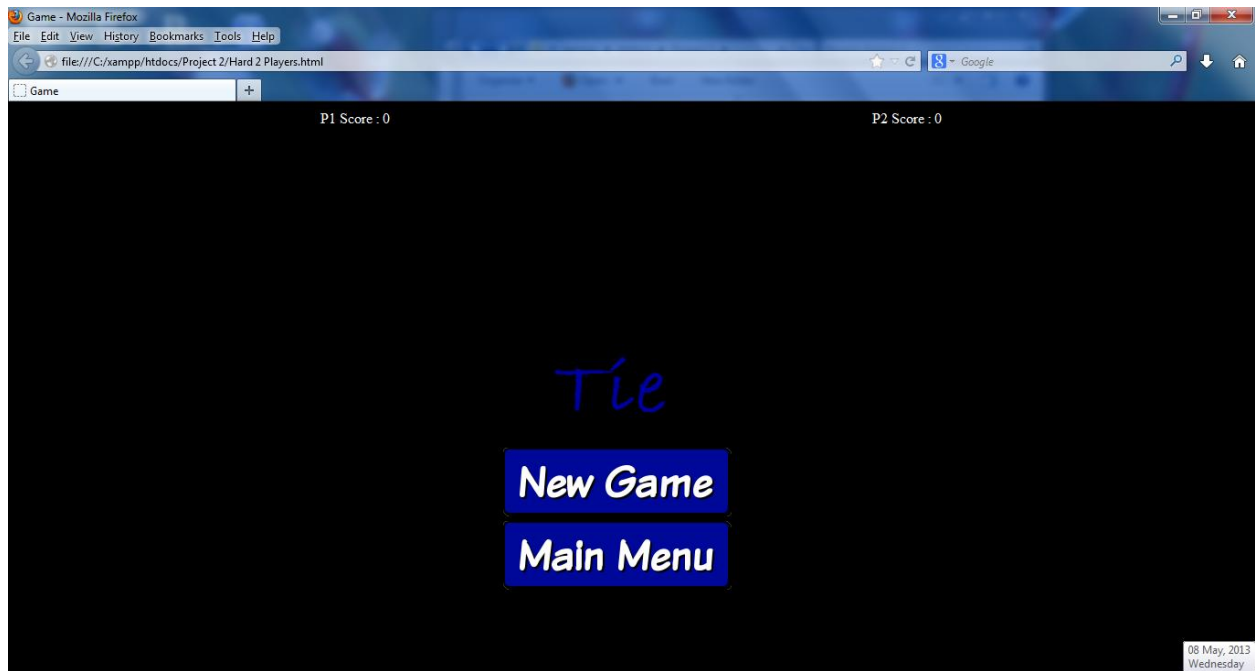 Game - Mozilla Firefox
File Edit View History Bookmarks Tools Help
file:///C:/xampp/htdocs/Project 2/Hard 2 Players.html
Google
Game
P1 Score : 0
P2 Score : 0
Tie
New Game
Main Menu
08 May, 2013
Wednesday